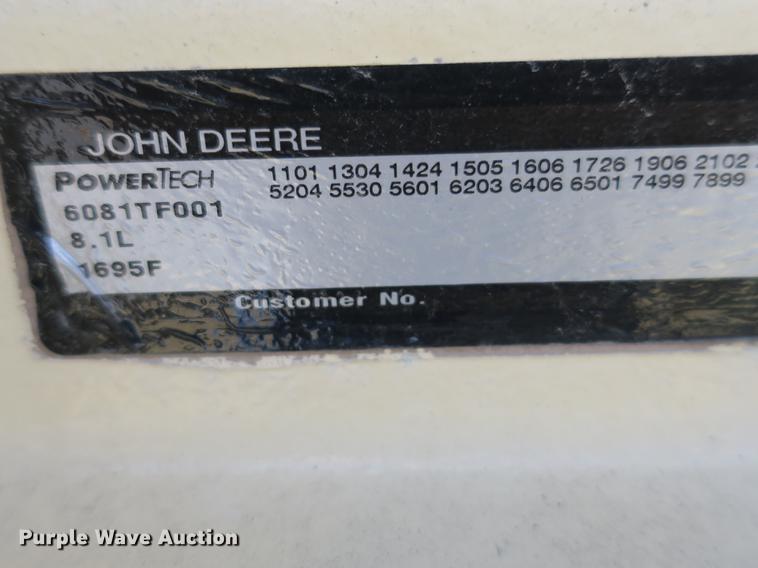 JOHN DEERE
POWERTECH
6081TF001
8.1L
1695F
1101 1304 1424 1505 1606 1726 1906 2102
5204 5530 5601 6203 6406 6501 7499 7899
Customer No.
Purple Wave Auction